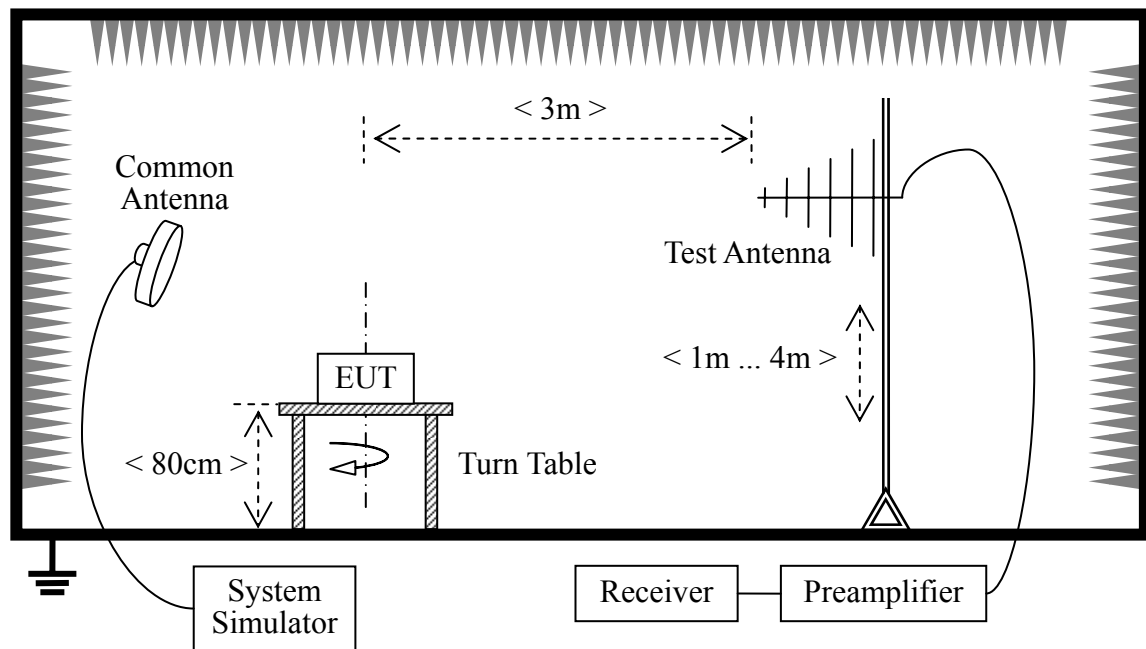 < 3m >
Common
Antenna
Test Antenna
< 1m ... 4m >
EUT
< 80cm >
Turn Table
System
Simulator
Receiver
Preamplifier